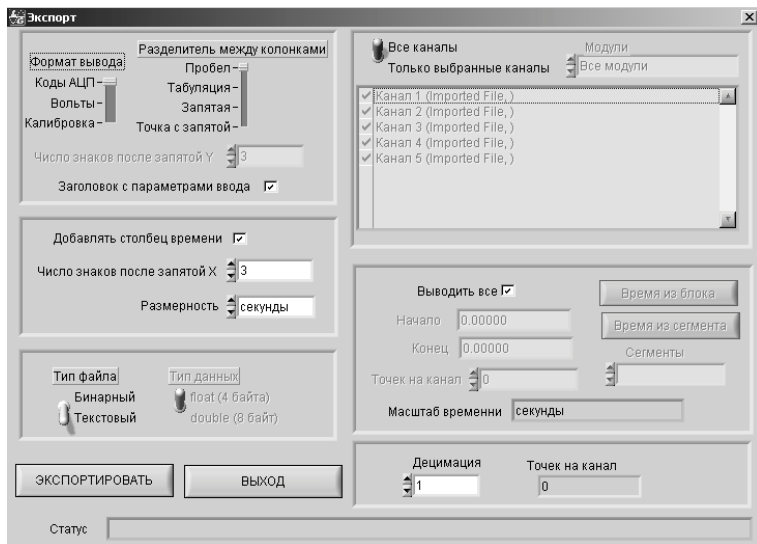 Экспорт
Формат вывода
Коды АЦП
Вольты
Калибровка
Разделитель между колонками
Пробел
Табуляция
Запятая
Точка с запятой
Число знаков после запятой Y 3
Заголовок с параметрами ввода
Добавлять столбец времени
Число знаков после запятой X 3
Размерность секунды
Тип файла
Бинарный
Текстовый
Тип данных
float (4 байта)
double (8 байт)
ЭКСПОРТИРОВАТЬ
ВЫХОД
Все каналы
Только выбранные каналы
Модули
Все модули
Канал 1 (Imported File, )
Канал 2 (Imported File, )
Канал 3 (Imported File, )
Канал 4 (Imported File, )
Канал 5 (Imported File, )
Выводить все
Начало 0.00000
Конец 0.00000
Точек на канал 0
Время из блока
Время из сегмента
Сегменты
Масштаб временни секунды
Децимация
1
Точек на канал
0
Статус